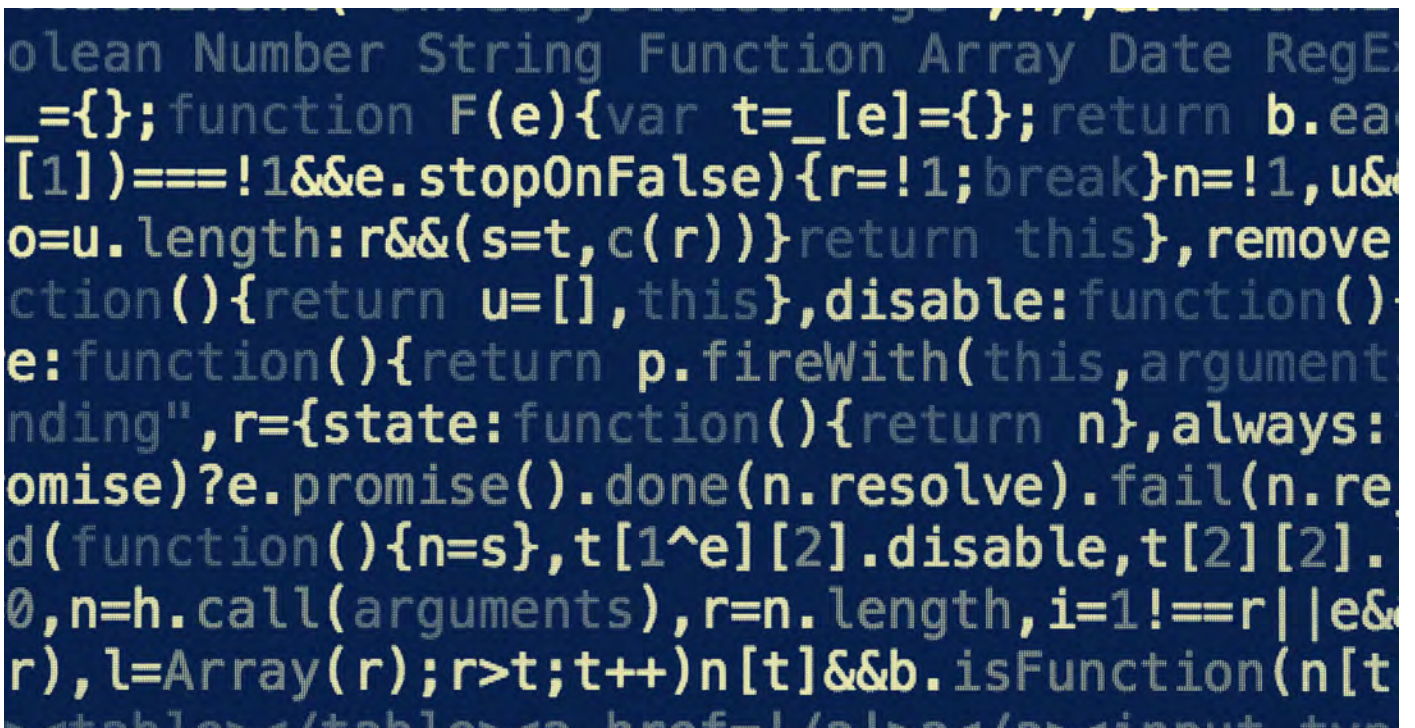 olean Number String Function Array Date RegE
_={};function F(e){var t=_[e]={};return b.ea
[1])===!1&&e.stopOnFalse){r=!1;break}n=!1,u&
o=u.length:r&&(s=t,c(r))}return this},remove
ction(){return u=[],this},disable:function()
e:function(){return p.fireWith(this,argument
nding",r={state:function(){return n},always:
omise)?e.promise().done(n.resolve).fail(n.re
d(function(){n=s},t[1^e][2].disable,t[2][2].
0,n=h.call(arguments),r=n.length,i=1!==r||e&
r),l=Array(r);r>t;t++)n[t]&&b.isFunction(n[t